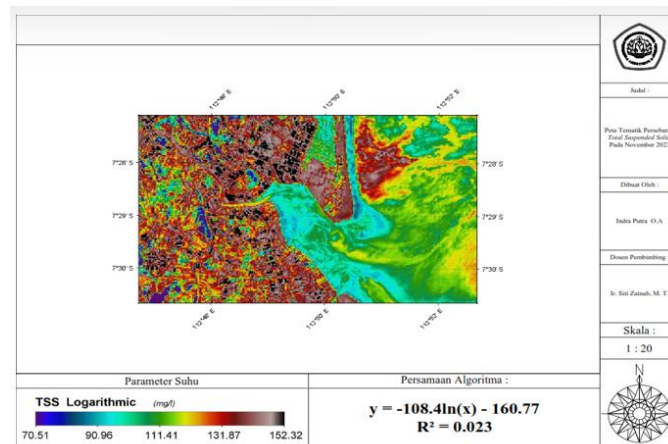 112°48' E
112°50' E
112°52' E
7°28' S
7°29' S
7°30' S
7°28' S
7°29' S
7°30' S
112°48' E
112°50' E
112°52' E
Judul :
Peta Tematik
Total Suspended
Pada November
Dibuat Oleh :
Indra Putra O.A
Dosen Pembimbing
Ir. Siti Zainab, M. T.
Skala :
1 : 20
N
Parameter Suhu
TSS Logarithmic (mg/l)
70.51 90.96 111.41 131.87 152.32
Persamaan Algoritma :
y = -108.4ln(x) - 160.77
R² = 0.023